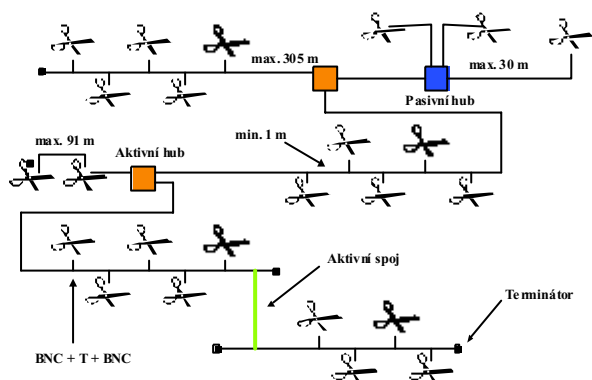 max. 305 m
max. 30 m
Pasivní hub
max. 91 m
Aktivní hub
min. 1 m
Aktivní spoj
Terminátor
BNC + T + BNC